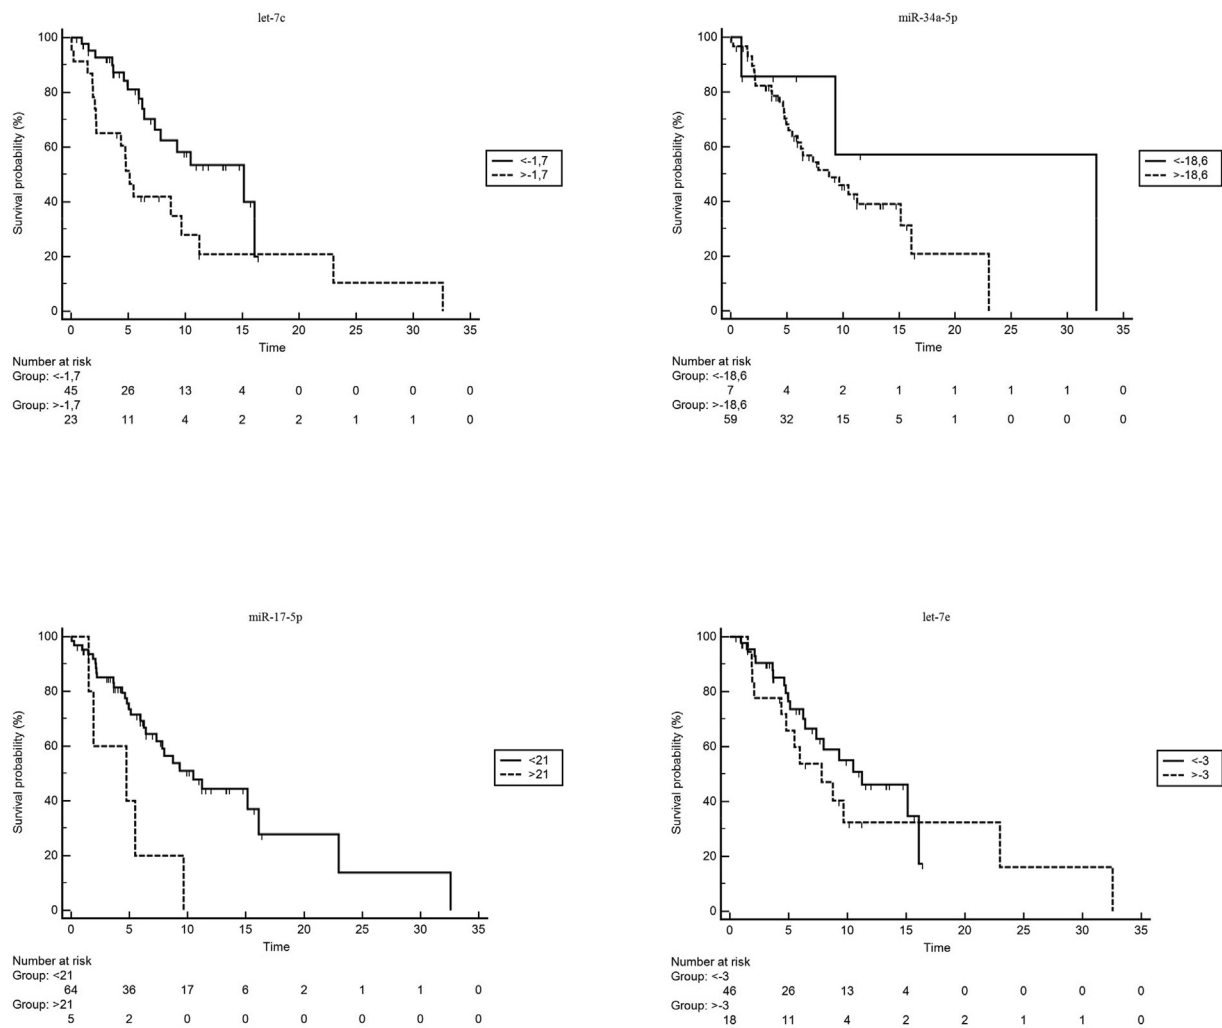 let-7c
100
80
60
40
20
0
Survival probability (%)
0 5 10 15 20 25 30 35
Time
<-1,7
>-1,7
Number at risk
Group: <-1,7
45 26 13 4 0 0 0 0
Group: >-1,7
23 11 4 2 2 1 1 0
miR-34a-5p
100
80
60
40
20
0
Survival probability (%)
0 5 10 15 20 25 30 35
Time
<-18,6
>-18,6
Number at risk
Group: <-18,6
7 4 2 1 1 1 1 0
Group: >-18,6
59 32 15 5 1 0 0 0
miR-17-5p
100
80
60
40
20
0
Survival probability (%)
0 5 10 15 20 25 30 35
Time
<21
>21
Number at risk
Group: <21
64 36 17 6 2 1 1 0
Group: >21
5 2 0 0 0 0 0 0
let-7e
100
80
60
40
20
0
Survival probability (%)
0 5 10 15 20 25 30 35
Time
<-3
>-3
Number at risk
Group: <-3
46 26 13 4 0 0 0 0
Group: >-3
18 11 4 2 2 1 1 0